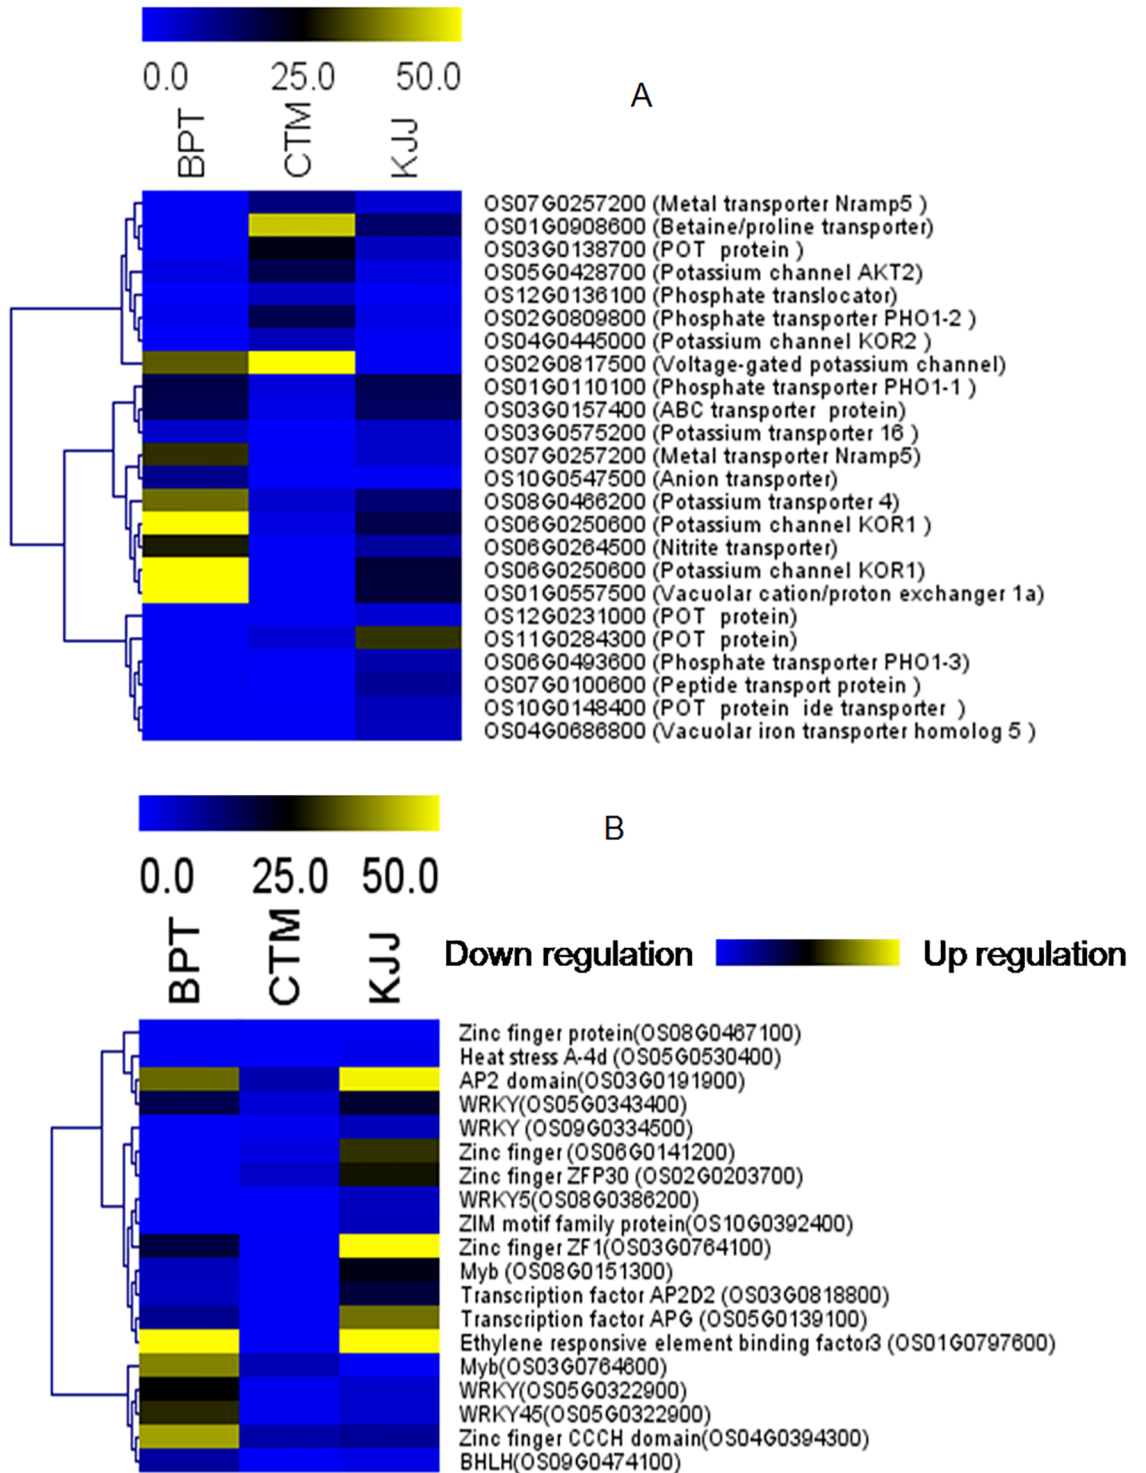 0.0 25.0 50.0
A
BPT CTM KJJ
OS07G0257200 (Metal transporter Nramp5 )
OS01G0908600 (Betaine/proline transporter)
OS03G0138700 (POT protein )
OS05G0428700 (Potassium channel AKT2)
OS12G0136100 (Phosphate translocator)
OS02G0809800 (Phosphate transporter PHO1-2 )
OS04G0445000 (Potassium channel KOR2 )
OS02G0817500 (Voltage-gated potassium channel)
OS01G0110100 (Phosphate transporter PHO1-1 )
OS03G0157400 (ABC transporter protein)
OS03G0575200 (Potassium transporter 16 )
OS07G0257200 (Metal transporter Nramp5)
OS10G0547500 (Anion transporter)
OS08G0466200 (Potassium transporter 4)
OS06G0250600 (Potassium channel KOR1 )
OS06G0264500 (Nitrite transporter)
OS06G0250600 (Potassium channel KOR1)
OS01G0557500 (Vacuolar cation/proton exchanger 1a)
OS12G0231000 (POT protein)
OS11G0284300 (POT protein)
OS06G0493600 (Phosphate transporter PHO1-3)
OS07G0100600 (Peptide transport protein )
OS10G0148400 (POT protein ide transporter )
OS04G0686800 (Vacuolar iron transporter homolog 5 )
B
0.0 25.0 50.0
BPT CTM KJJ
Down regulation Up regulation
Zinc finger protein(OS08G0467100)
Heat stress A-4d (OS05G0530400)
AP2 domain(OS03G0191900)
WRKY(OS05G0343400)
WRKY (OS09G0334500)
Zinc finger (OS06G0141200)
Zinc finger ZFP30 (OS02G0203700)
WRKY5(OS08G0386200)
ZIM motif family protein(OS10G0392400)
Zinc finger ZF1(OS03G0764100)
Myb (OS08G0151300)
Transcription factor AP2D2 (OS03G0818800)
Transcription factor APG (OS05G0139100)
Ethylene responsive element binding factor3 (OS01G0797600)
Myb(OS03G0764600)
WRKY(OS05G0322900)
WRKY45(OS05G0322900)
Zinc finger CCCH domain(OS04G0394300)
BHLH(OS09G0474100)